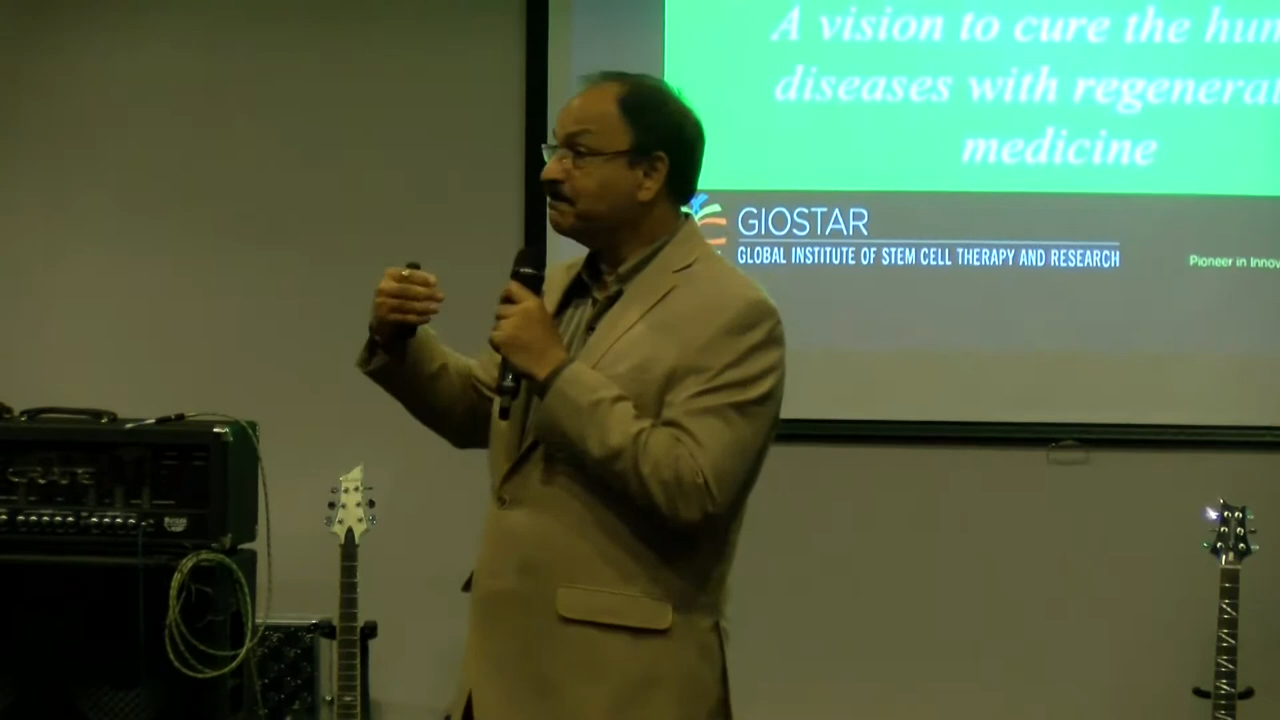 A vision to cure the hum
diseases with regenerat
medicine
GIOSTAR
GLOBAL INSTITUTE OF STEM CELL THERAPY AND RESEARCH
Pioneer in Innov
CRATE